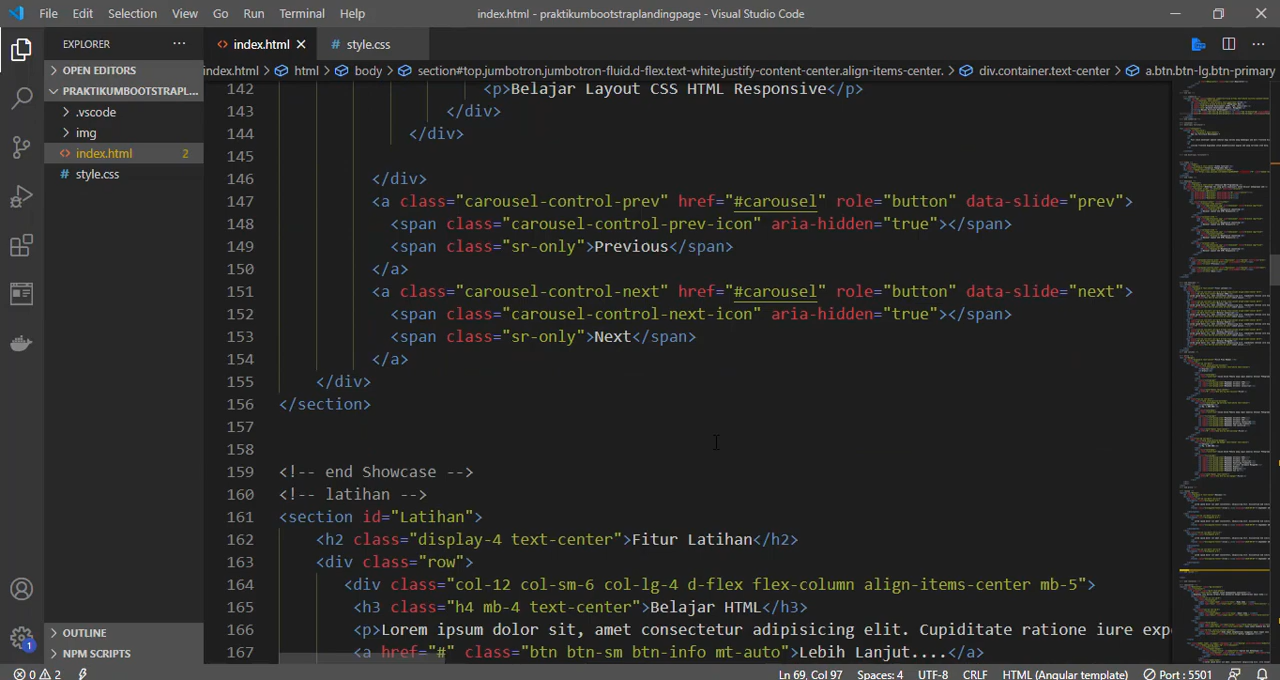 File Edit Selection View Go Run Terminal Help index.html - praktikumbootstraplandingpage - Visual Studio Code
EXPLORER ... index.html style.css
OPEN EDITORS
index.html > html > body > section#top.jumbotron.jumbotron-fluid.d-flex.text-white.justify-content-center.align-items-center. > div.container.text-center > a.btn.btn-lg.btn-primary
PRAKTIKUMBOOTSTRAPL...
.vscode
img
index.html 2
style.css
142 <p>Belajar Layout CSS HTML Responsive</p>
143 </div>
144 </div>
145
146 </div>
147 <a class="carousel-control-prev" href="#carousel" role="button" data-slide="prev">
148 <span class="carousel-control-prev-icon" aria-hidden="true"></span>
149 <span class="sr-only">Previous</span>
150 </a>
151 <a class="carousel-control-next" href="#carousel" role="button" data-slide="next">
152 <span class="carousel-control-next-icon" aria-hidden="true"></span>
153 <span class="sr-only">Next</span>
154 </a>
155 </div>
156 </section>
157
158
159 <!-- end Showcase -->
160 <!-- latihan -->
161 <section id="Latihan">
162 <h2 class="display-4 text-center">Fitur Latihan</h2>
163 <div class="row">
164 <div class="col-12 col-sm-6 col-lg-4 d-flex flex-column align-items-center mb-5">
165 <h3 class="h4 mb-4 text-center">Belajar HTML</h3>
166 <p>Lorem ipsum dolor sit, amet consectetur adipisicing elit. Cupiditate ratione iure exp
167 <a href="#" class="btn btn-sm btn-info mt-auto">Lebih Lanjut....</a>
OUTLINE
NPM SCRIPTS
1
0 2 Ln 69, Col 97 Spaces: 4 UTF-8 CRLF HTML (Angular template) Port : 5501